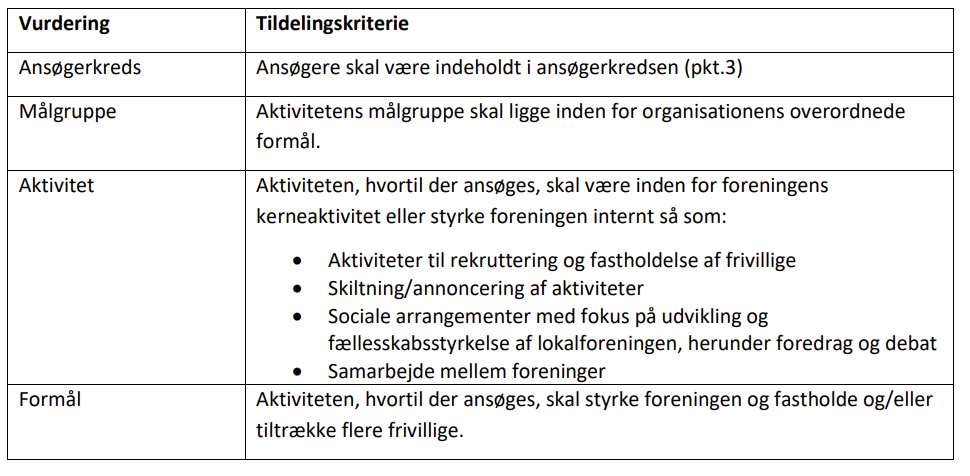 Vurdering Tildelingskriterie
Ansøgerkreds Ansøgere skal være indeholdt i ansøgerkredsen (pkt.3)
Målgruppe Aktivitetens målgruppe skal ligge inden for organisationens overordnede
formål.
Aktivitet Aktiviteten, hvortil der ansøges, skal være inden for foreningens
kerneaktivitet eller styrke foreningen internt så som:
• Aktiviteter til rekruttering og fastholdelse af frivillige
• Skiltning/annoncering af aktiviteter
• Sociale arrangementer med fokus på udvikling og
fællesskabsstyrkelse af lokalforeningen, herunder foredrag og debat
• Samarbejde mellem foreninger
Formål Aktiviteten, hvortil der ansøges, skal styrke foreningen og fastholde og/eller
tiltrække flere frivillige.